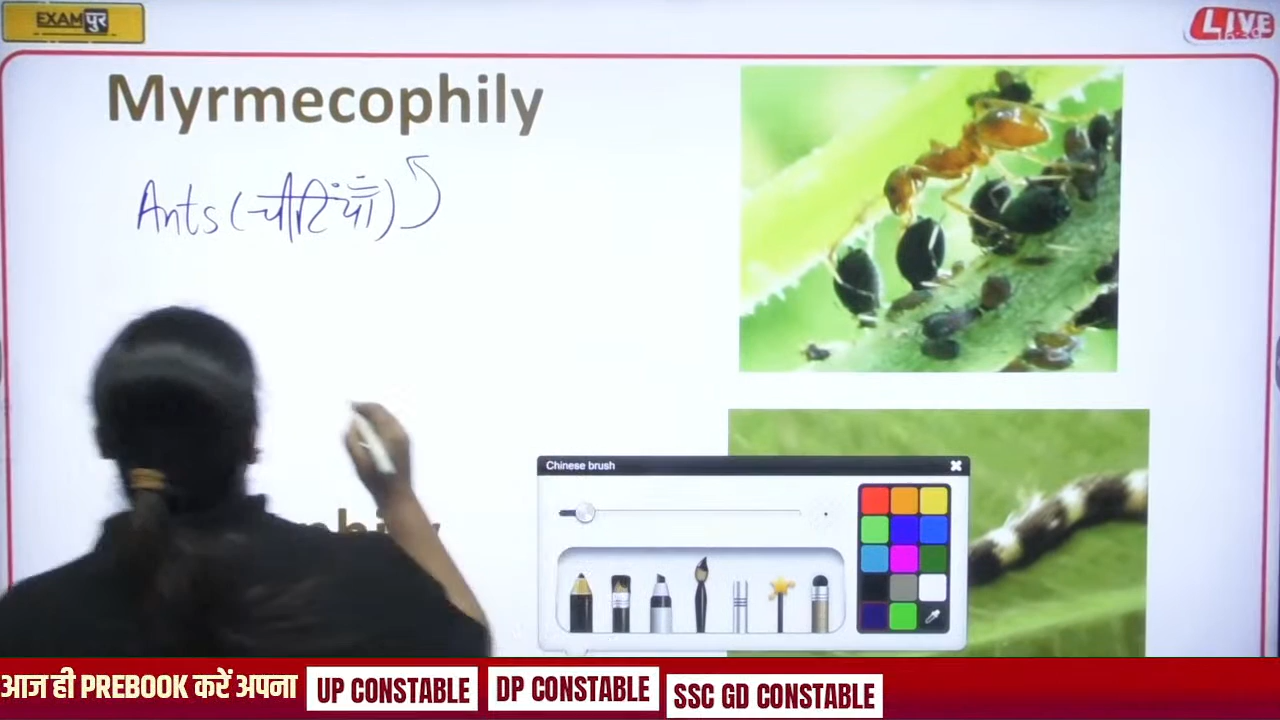 EXAMपुर
LIVE
Myrmecophily
Ants (चींटियाँ)
Chinese brush
आज ही PREBOOK करें अपना
UP CONSTABLE
DP CONSTABLE
SSC GD CONSTABLE